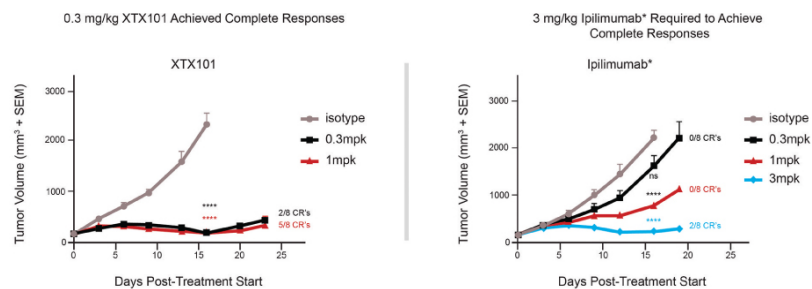 0.3 mg/kg XTX101 Achieved Complete Responses
XTX101
Tumor Volume (mm³ + SEM)
3000
2000
1000
0
0
5
10
15
20
25
Days Post-Treatment Start
isotype
0.3mpk
1mpk
****
****
2/8 CR's
5/8 CR's
3 mg/kg Ipilimumab* Required to Achieve
Complete Responses
Ipilimumab*
Tumor Volume (mm³ + SEM)
3000
2000
1000
0
0
5
10
15
20
25
Days Post-Treatment Start
isotype
0.3mpk
1mpk
3mpk
ns
****
****
0/8 CR's
0/8 CR's
2/8 CR's